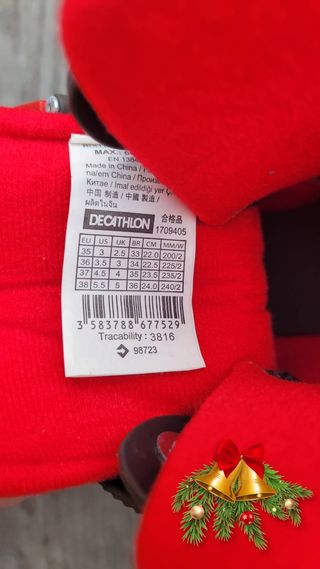 MAX.: 6
EN 1384
Made in China /
na/em China / Произ
Китае / Imal edildiği yer Ç
中国 制造 / 中國 製造 /
ผลิตในจีน
DECATHLON 合格品
1709405
EU US UK BR CM MM/W
35 3 2.5 33 22.0 200/2
36 3.5 3 34 22.5 225/2
37 4.5 4 35 23.5 235/2
38 5.5 5 36 24.0 240/2
3 583788 677529
Tracability : 3816
98723